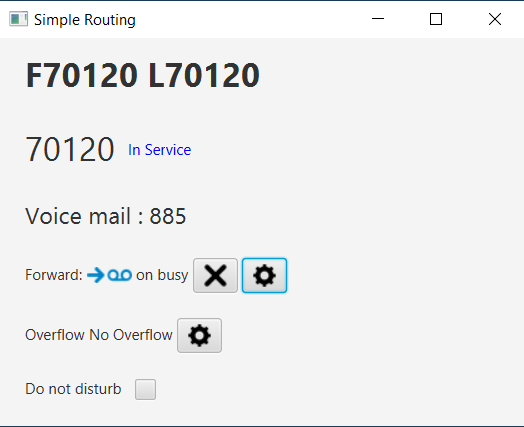 Simple Routing
F70120 L70120
70120 In Service
Voice mail : 885
Forward: on busy
Overflow No Overflow
Do not disturb